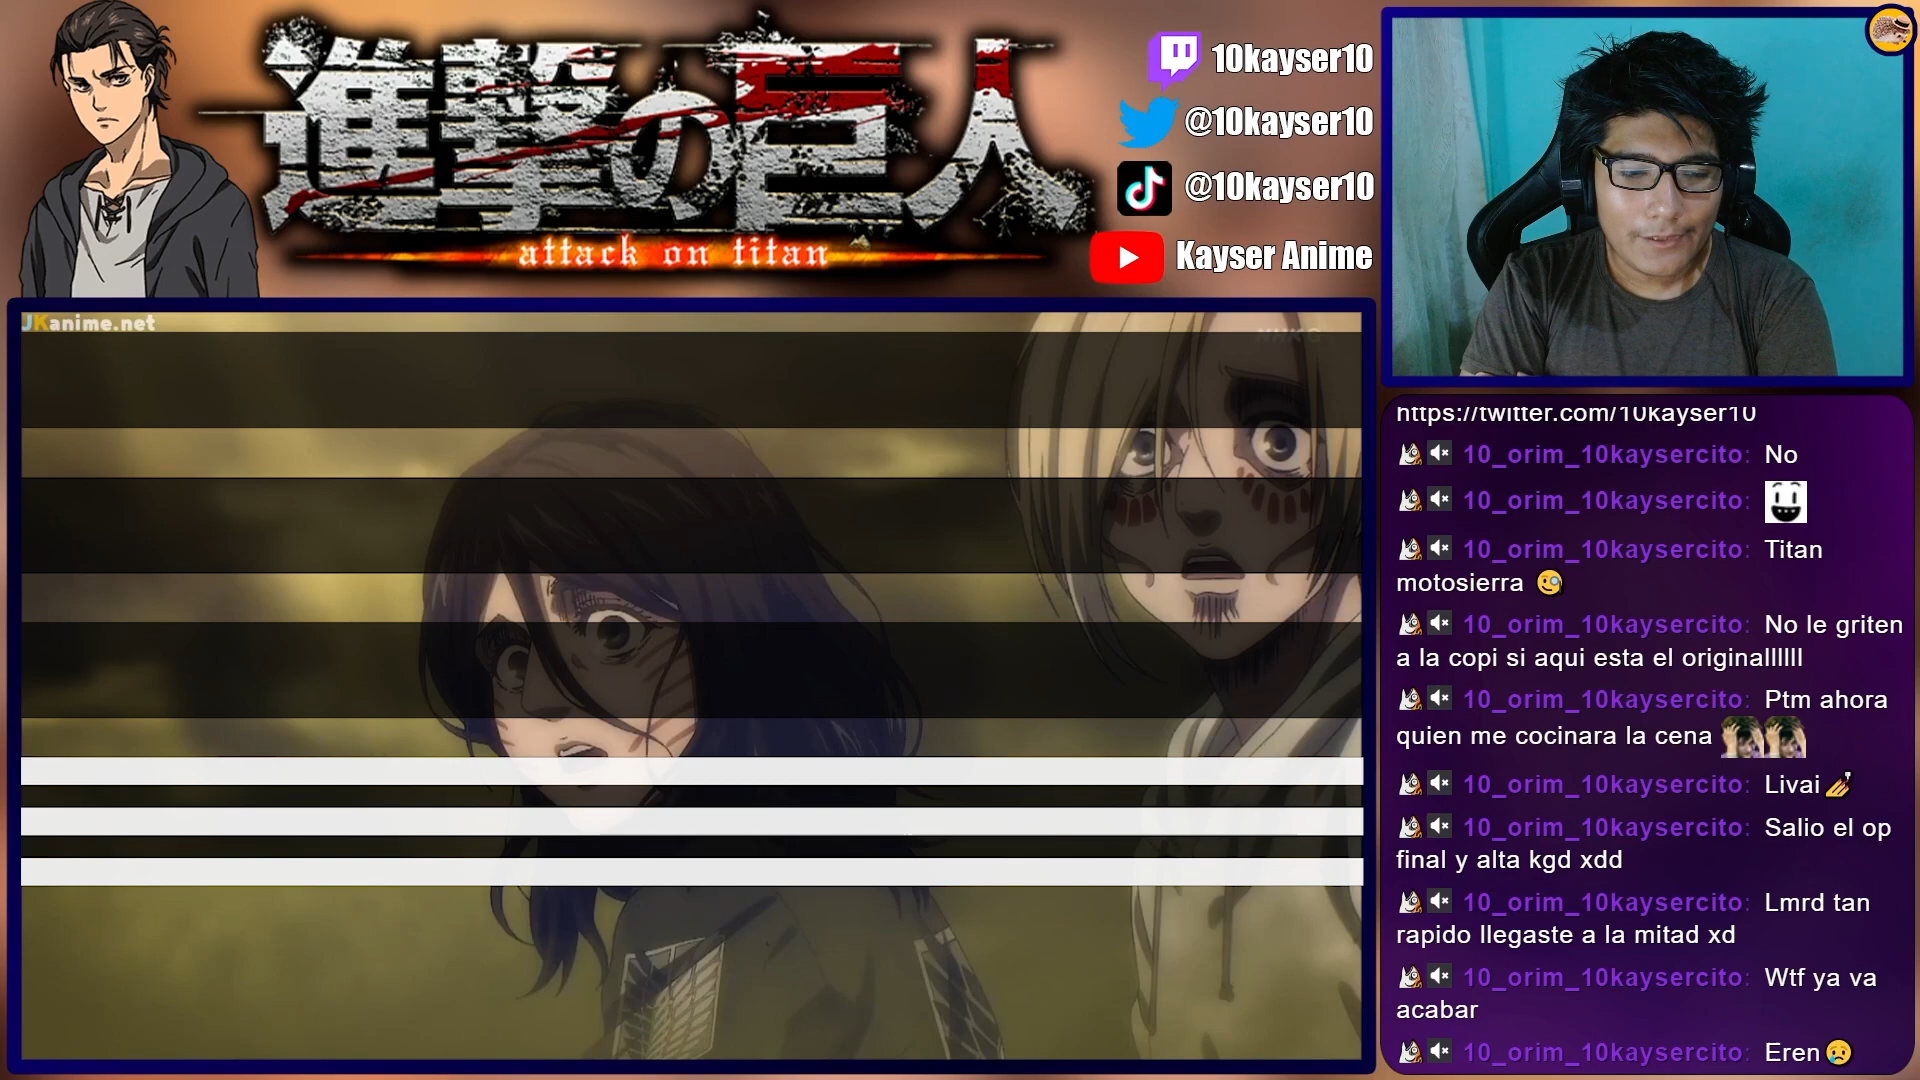 進撃の巨人
attack on titan
10kayser10
@10kayser10
@10kayser10
Kayser Anime
JKanime.net
NHK G
https://twitter.com/10kayser10
10_orim_10kaysercito: No
10_orim_10kaysercito:
10_orim_10kaysercito: Titan
motosierra 🧐
10_orim_10kaysercito: No le griten
a la copi si aqui esta el originallllll
10_orim_10kaysercito: Ptm ahora
quien me cocinara la cena
10_orim_10kaysercito: Livai💅
10_orim_10kaysercito: Salio el op
final y alta kgd xdd
10_orim_10kaysercito: Lmrd tan
rapido llegaste a la mitad xd
10_orim_10kaysercito: Wtf ya va
acabar
10_orim_10kaysercito: Eren😢